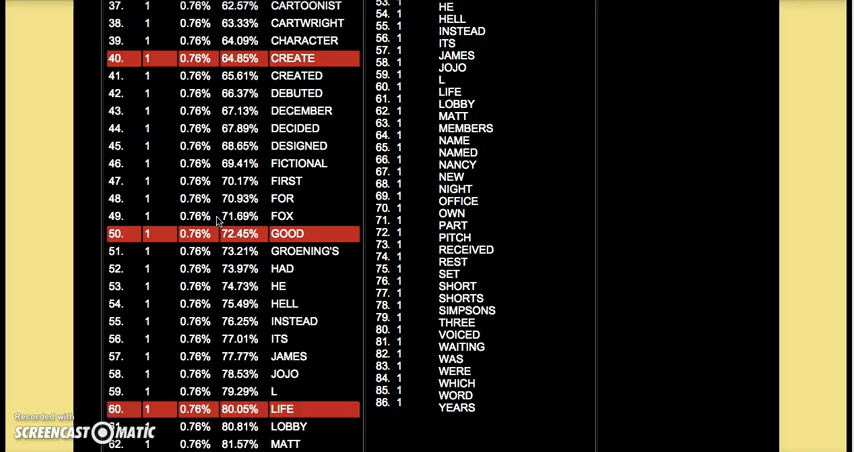 37. 1 0.76% 62.57% CARTOONIST
38. 1 0.76% 63.33% CARTWRIGHT
39. 1 0.76% 64.09% CHARACTER
40. 1 0.76% 64.85% CREATE
41. 1 0.76% 65.61% CREATED
42. 1 0.76% 66.37% DEBUTED
43. 1 0.76% 67.13% DECEMBER
44. 1 0.76% 67.89% DECIDED
45. 1 0.76% 68.65% DESIGNED
46. 1 0.76% 69.41% FICTIONAL
47. 1 0.76% 70.17% FIRST
48. 1 0.76% 70.93% FOR
49. 1 0.76% 71.69% FOX
50. 1 0.76% 72.45% GOOD
51. 1 0.76% 73.21% GROENING'S
52. 1 0.76% 73.97% HAD
53. 1 0.76% 74.73% HE
54. 1 0.76% 75.49% HELL
55. 1 0.76% 76.25% INSTEAD
56. 1 0.76% 77.01% ITS
57. 1 0.76% 77.77% JAMES
58. 1 0.76% 78.53% JOJO
59. 1 0.76% 79.29% L
60. 1 0.76% 80.05% LIFE
61. 1 0.76% 80.81% LOBBY
62. 1 0.76% 81.57% MATT
53. 1 HE
54. 1 HELL
55. 1 INSTEAD
56. 1 ITS
57. 1 JAMES
58. 1 JOJO
59. 1 L
60. 1 LIFE
61. 1 LOBBY
62. 1 MATT
63. 1 MEMBERS
64. 1 NAME
65. 1 NAMED
66. 1 NANCY
67. 1 NEW
68. 1 NIGHT
69. 1 OFFICE
70. 1 OWN
71. 1 PART
72. 1 PITCH
73. 1 RECEIVED
74. 1 REST
75. 1 SET
76. 1 SHORT
77. 1 SHORTS
78. 1 SIMPSONS
79. 1 THREE
80. 1 VOICED
81. 1 WAITING
82. 1 WAS
83. 1 WERE
84. 1 WHICH
85. 1 WORD
86. 1 YEARS
Recorded with
SCREENCAST-O-MATIC